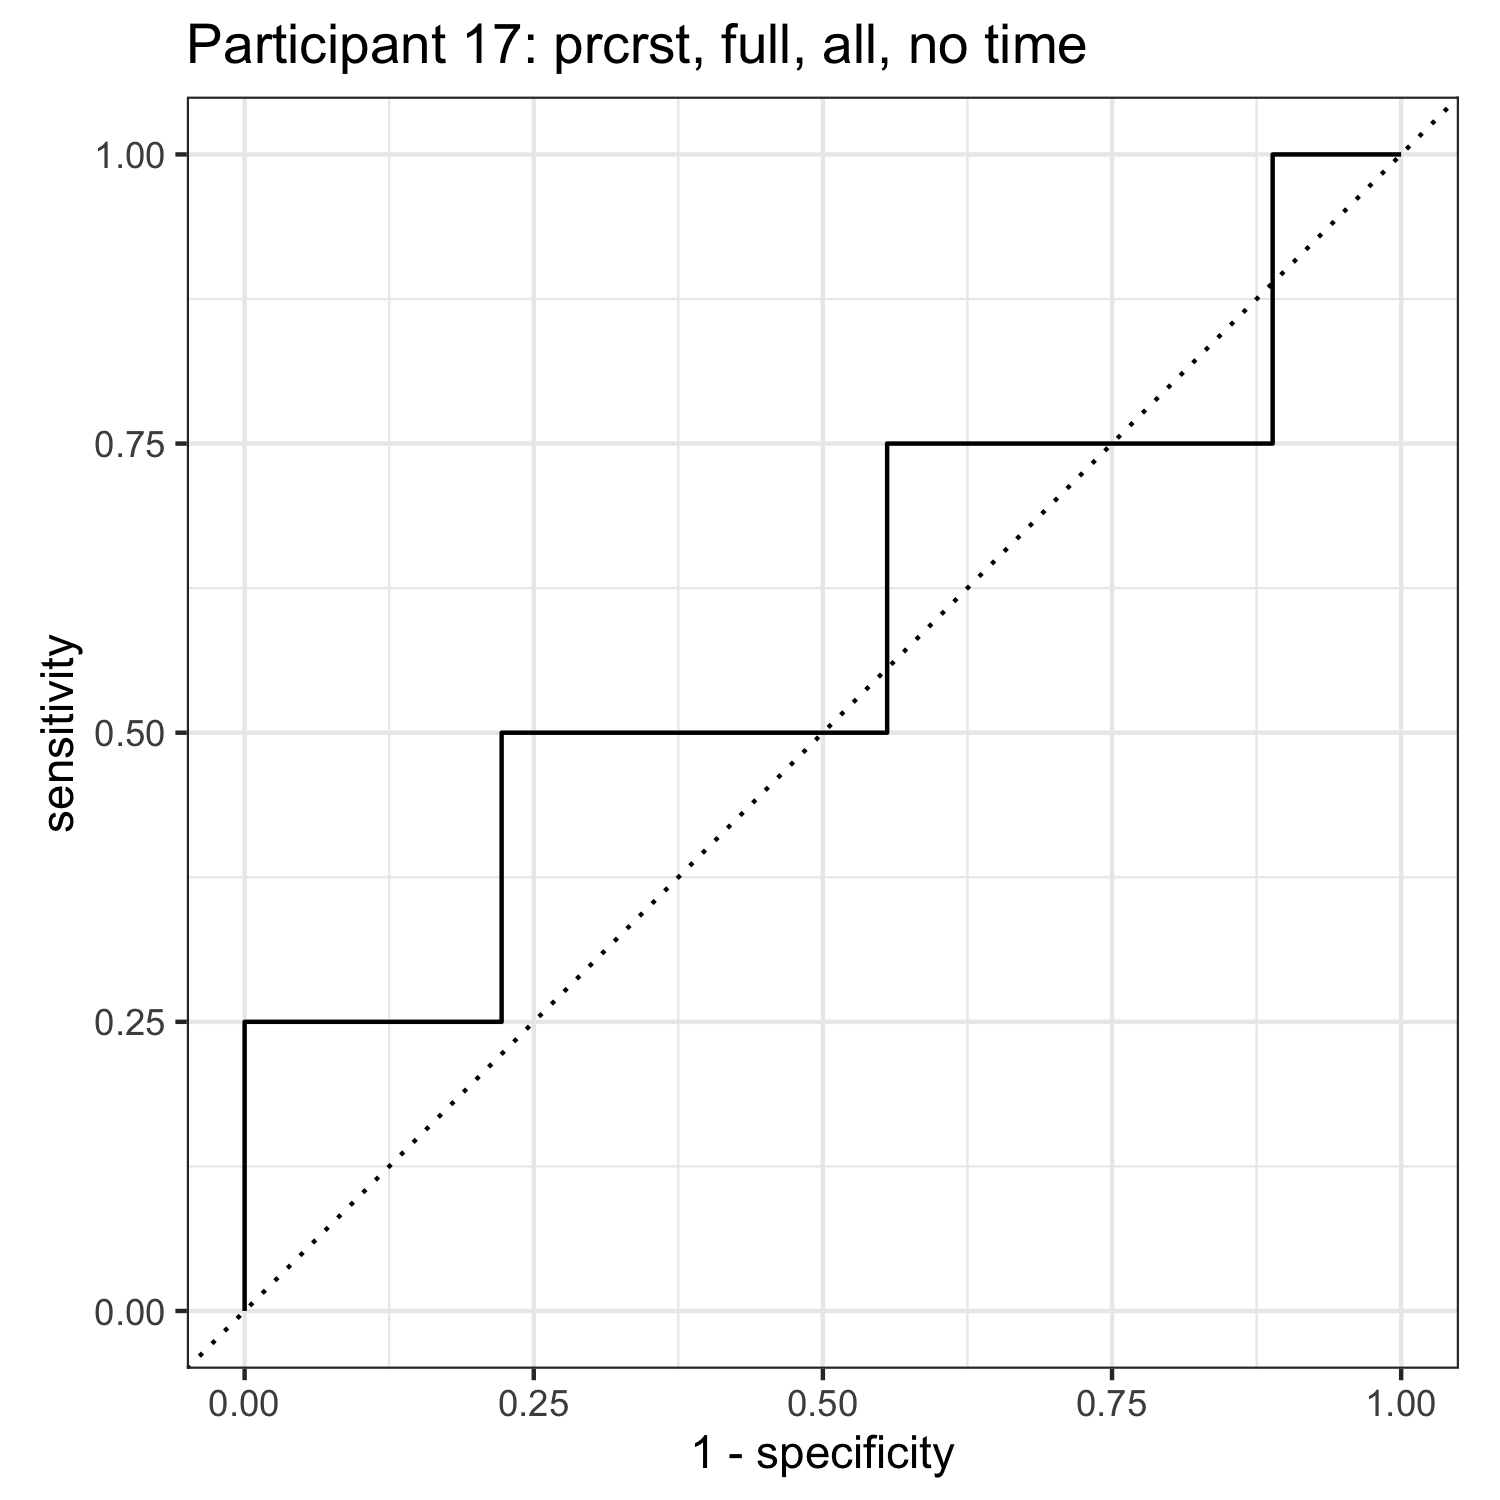 Participant 17: prcrst, full, all, no time
1.00
0.75
0.50
0.25
0.00
sensitivity
0.00 0.25 0.50 0.75 1.00
1 - specificity